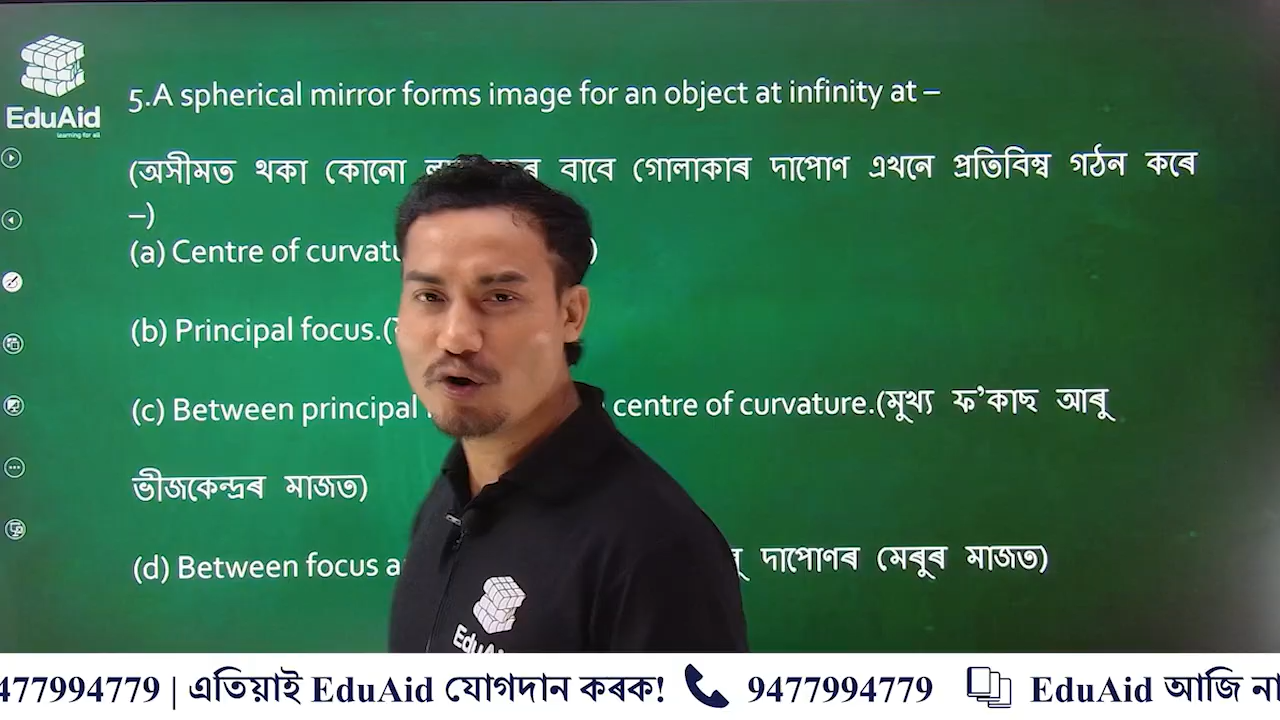 EduAid
learning for all
5.A spherical mirror forms image for an object at infinity at –
(অসীমত থকা কোনো বাবে গোলাকাৰ দাপোণ এখনে প্ৰতিবিম্ব গঠন কৰে
–)
(a) Centre of )
(b) Principal focus.(
(c) Between principal centre of curvature.(মুখ্য ফ'কাছ আৰু
ভাঁজকেন্দ্ৰৰ মাজত)
(d) Between focus দাপোণৰ মেৰুৰ মাজত)
477994779 | এতিয়াই EduAid যোগদান কৰক! 9477994779 EduAid আজি